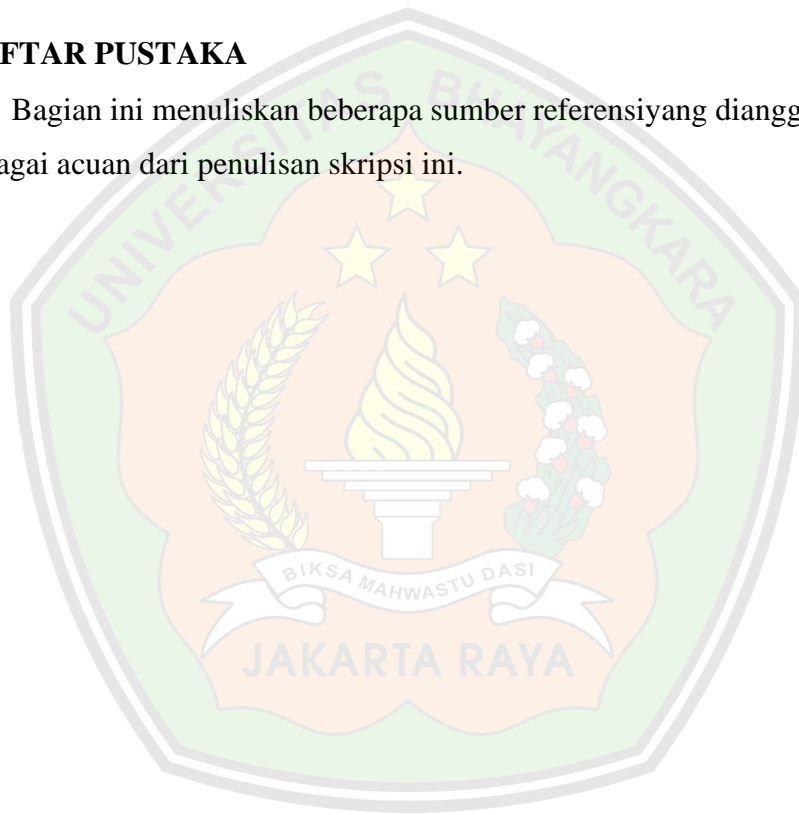 FTAR PUSTAKA
Bagian ini menuliskan beberapa sumber referensiyang diangg
agai acuan dari penulisan skripsi ini.
UNIVERSITAS BHAYANGKARA
BIKSA MAHWASTU DASI
JAKARTA RAYA